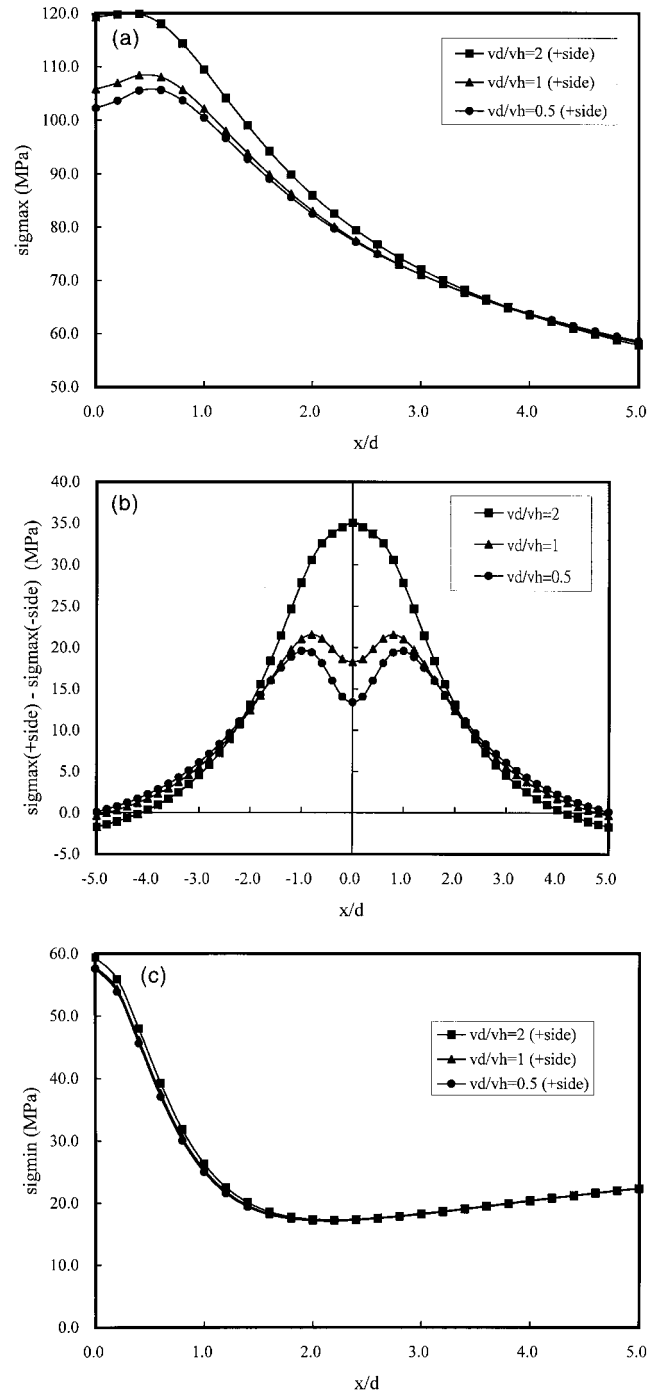 (a)
120.0
110.0
100.0
90.0
80.0
70.0
60.0
50.0
sigmax (MPa)
vd/vh=2 (+side)
vd/vh=1 (+side)
vd/vh=0.5 (+side)
0.0 1.0 2.0 3.0 4.0 5.0
x/d
(b)
40.0
35.0
30.0
25.0
20.0
15.0
10.0
5.0
0.0
-5.0
sigmax(+side) - sigmax(-side) (MPa)
vd/vh=2
vd/vh=1
vd/vh=0.5
-5.0 -4.0 -3.0 -2.0 -1.0 0.0 1.0 2.0 3.0 4.0 5.0
x/d
(c)
60.0
50.0
40.0
30.0
20.0
10.0
0.0
sigmin (MPa)
vd/vh=2 (+side)
vd/vh=1 (+side)
vd/vh=0.5 (+side)
0.0 1.0 2.0 3.0 4.0 5.0
x/d